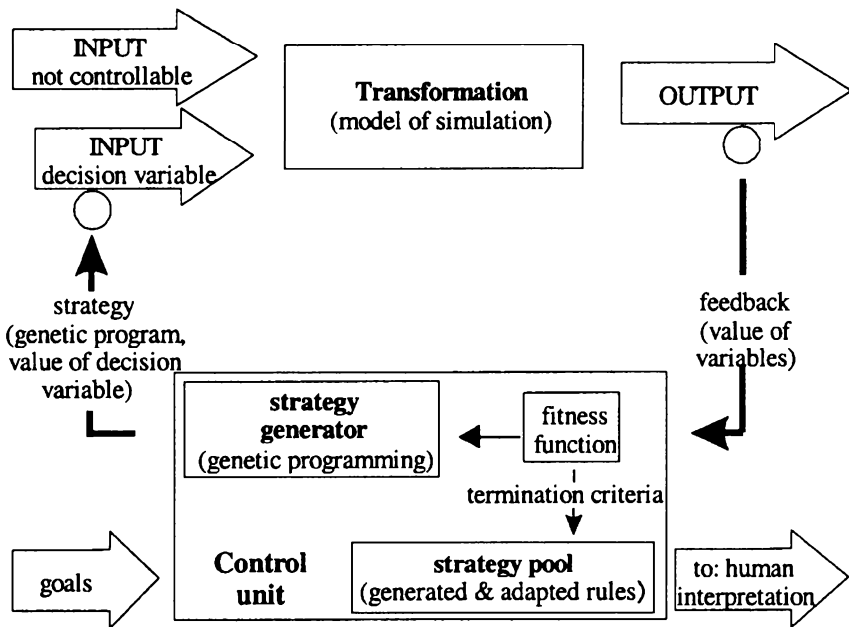 INPUT
not controllable
Transformation
(model of simulation)
OUTPUT
INPUT
decision variable
strategy
(genetic program,
value of decision
variable)
feedback
(value of
variables)
strategy
generator
(genetic programming)
fitness
function
termination criteria
goals
Control
unit
strategy pool
(generated & adapted rules)
to: human
interpretation